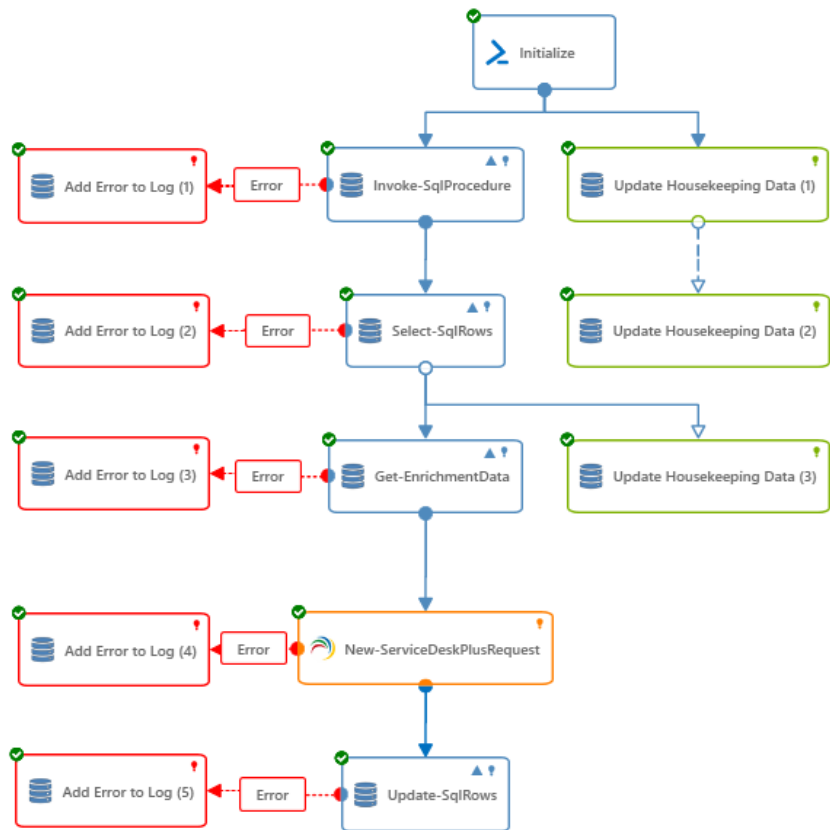 Initialize
Add Error to Log (1)
Error
Invoke-SqlProcedure
Update Housekeeping Data (1)
Add Error to Log (2)
Error
Select-SqlRows
Update Housekeeping Data (2)
Add Error to Log (3)
Error
Get-EnrichmentData
Update Housekeeping Data (3)
Add Error to Log (4)
Error
New-ServiceDeskPlusRequest
Add Error to Log (5)
Error
Update-SqlRows